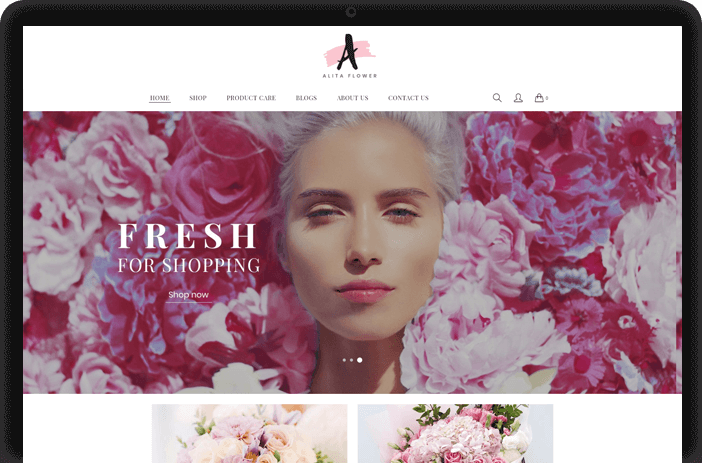 A
ALITA FLOWER
HOME SHOP PRODUCT CARE BLOGS ABOUT US CONTACT US 0
FRESH
FOR SHOPPING
Shop now